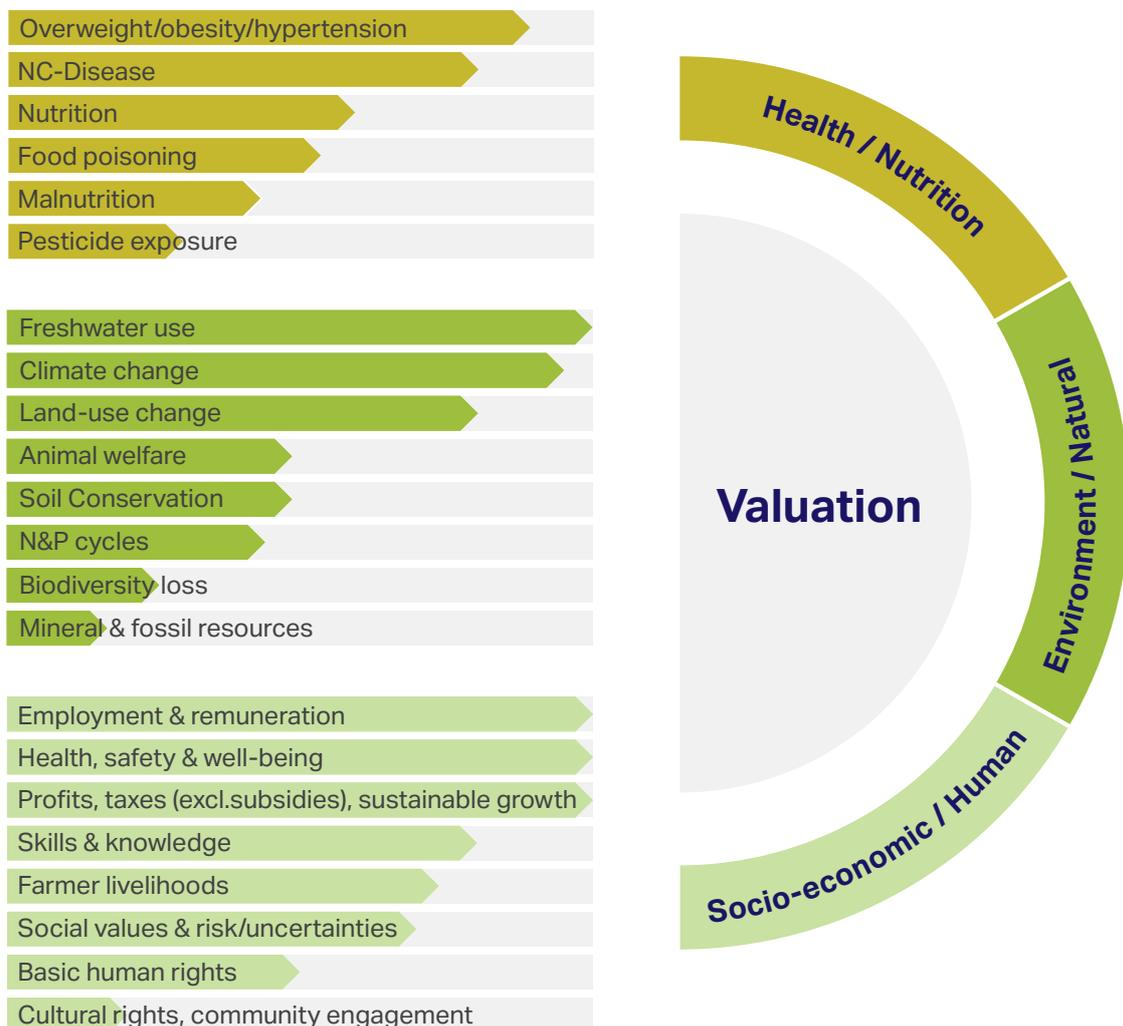 Overweight/obesity/hypertension
NC-Disease
Nutrition
Food poisoning
Malnutrition
Pesticide exposure
Freshwater use
Climate change
Land-use change
Animal welfare
Soil Conservation
N&P cycles
Biodiversity loss
Mineral & fossil resources
Employment & remuneration
Health, safety & well-being
Profits, taxes (excl.subsidies), sustainable growth
Skills & knowledge
Farmer livelihoods
Social values & risk/uncertainties
Basic human rights
Cultural rights, community engagement
Health / Nutrition
Environment / Natural
Socio-economic / Human
Valuation